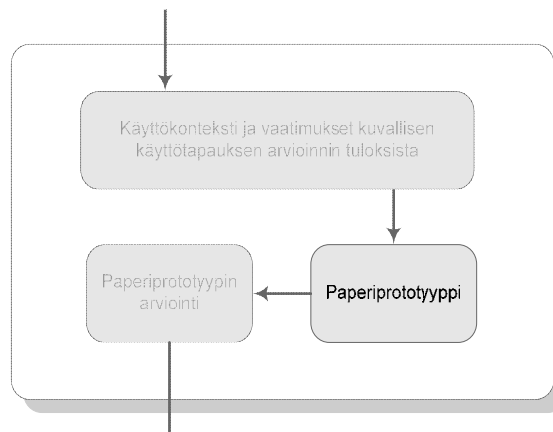 Käyttökonteksti ja vaatimukset kuvallisen
käyttötapauksen arvioinnin tuloksista
Paperiprototyypin
arviointi
Paperiprototyyppi